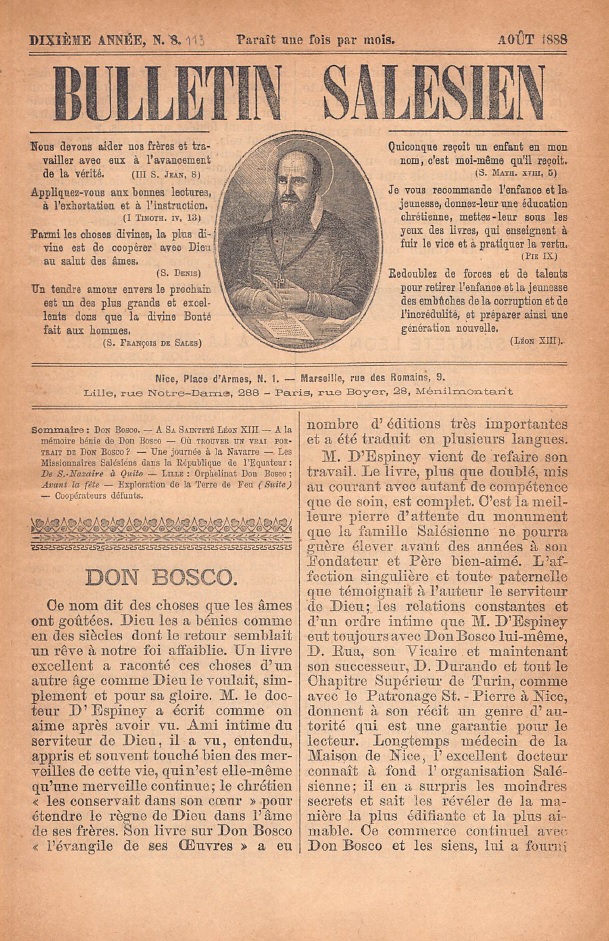 DIXIÈME ANNÉE, N. 8. 113
Paraît une fois par mois.
AOÛT 1888
BULLETIN SALESIEN
Nous devons aider nos frères et tra-
vailler avec eux à l'avancement
de la vérité. (III S. JEAN, 8)
Appliquez-vous aux bonnes lectures,
à l'exhortation et à l'instruction.
(I TIMOTH. IV, 13)
Parmi les choses divines, la plus di-
vine est de coopérer avec Dieu
au salut des âmes.
(S. DENIS)
Un tendre amour envers le prochain
est un des plus grands et excel-
lents dons que la divine Bonté
fait aux hommes.
(S. FRANÇOIS DE SALES)
Quiconque reçoit un enfant en mon
nom, c'est moi-même qu'il reçoit.
(S. MATH. XVIII, 5)
Je vous recommande l'enfance et la
jeunesse, donnez-leur une éducation
chrétienne, mettez-leur sous les
yeux des livres, qui enseignent à
fuir le vice et à pratiquer la vertu.
(PIE IX)
Redoublez de forces et de talents
pour retirer l'enfance et la jeunesse
des embûches de la corruption et de
l'incrédulité, et préparer ainsi une
génération nouvelle.
(LÉON XIII).
Nice, Place d'Armes, N. 1. — Marseille, rue des Romains, 9.
Lille, rue Notre-Dame, 288 - Paris, rue Boyer, 28, Ménilmontant
Sommaire: DON BOSCO. — A SA SAINTETÉ LÉON XIII — A la
mémoire bénie de Don Bosco — OÙ TROUVER UN VRAI POR-
TRAIT DE DON BOSCO? — Une journée à la Navarre — Les
Missionnaires Salésiens dans la République de l'Equateur:
De S.-Nazaire à Quito — LILLE: Orphelinat Don Bosco;
Avant la fête — Exploration de la Terre de Feu (Suite)
— Coopérateurs défunts.
DON BOSCO.
Ce nom dit des choses que les âmes
ont goûtées. Dieu les a bénies comme
en des siècles dont le retour semblait
un rêve à notre foi affaiblie. Un livre
excellent a raconté ces choses d'un
autre âge comme Dieu le voulait, sim-
plement et pour sa gloire. M. le doc-
teur D'Espiney a écrit comme on
aime après avoir vu. Ami intime du
serviteur de Dieu, il a vu, entendu,
appris et souvent touché bien des mer-
veilles de cette vie, qui n'est elle-même
qu'une merveille continue; le chrétien
« les conservait dans son cœur » pour
étendre le règne de Dieu dans l'âme
de ses frères. Son livre sur Don Bosco
« l'évangile de ses Œuvres » a eu
nombre d'éditions très importantes
et a été traduit en plusieurs langues.
M. D'Espiney vient de refaire son
travail. Le livre, plus que doublé, mis
au courant avec autant de compétence
que de soin, est complet. C'est la meil-
leure pierre d'attente du monument
que la famille Salésienne ne pourra
guère élever avant des années à son
Fondateur et Père bien-aimé. L'af-
fection singulière et toute paternelle
que témoignait à l'auteur le serviteur
de Dieu; les relations constantes et
d'un ordre intime que M. D'Espiney
eut toujours avec Don Bosco lui-même,
D. Rua, son Vicaire et maintenant
son successeur, D. Durando et tout le
Chapitre Supérieur de Turin, comme
avec le Patronage St.-Pierre à Nice,
donnent à son récit un genre d'au-
torité qui est une garantie pour le
lecteur. Longtemps médecin de la
Maison de Nice, l'excellent docteur
connaît à fond l'organisation Salé-
sienne; il en a surpris les moindres
secrets et sait les révéler de la ma-
nière la plus édifiante et la plus ai-
mable. Ce commerce continuel avec
Don Bosco et les siens, lui a fourni